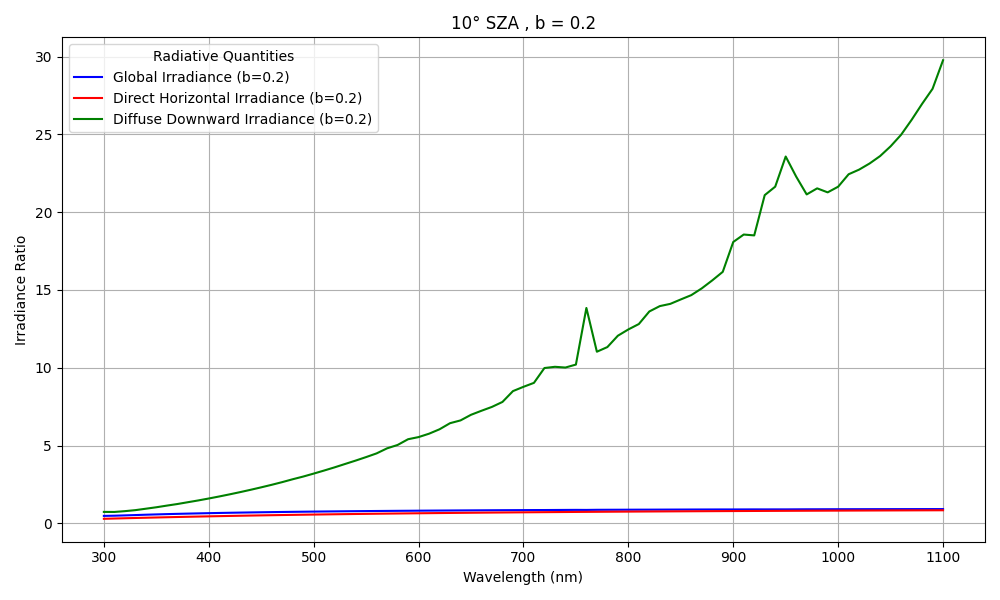 10° SZA , b = 0.2
Radiative Quantities
Global Irradiance (b=0.2)
Direct Horizontal Irradiance (b=0.2)
Diffuse Downward Irradiance (b=0.2)
Irradiance Ratio
30
25
20
15
10
5
0
300 400 500 600 700 800 900 1000 1100
Wavelength (nm)